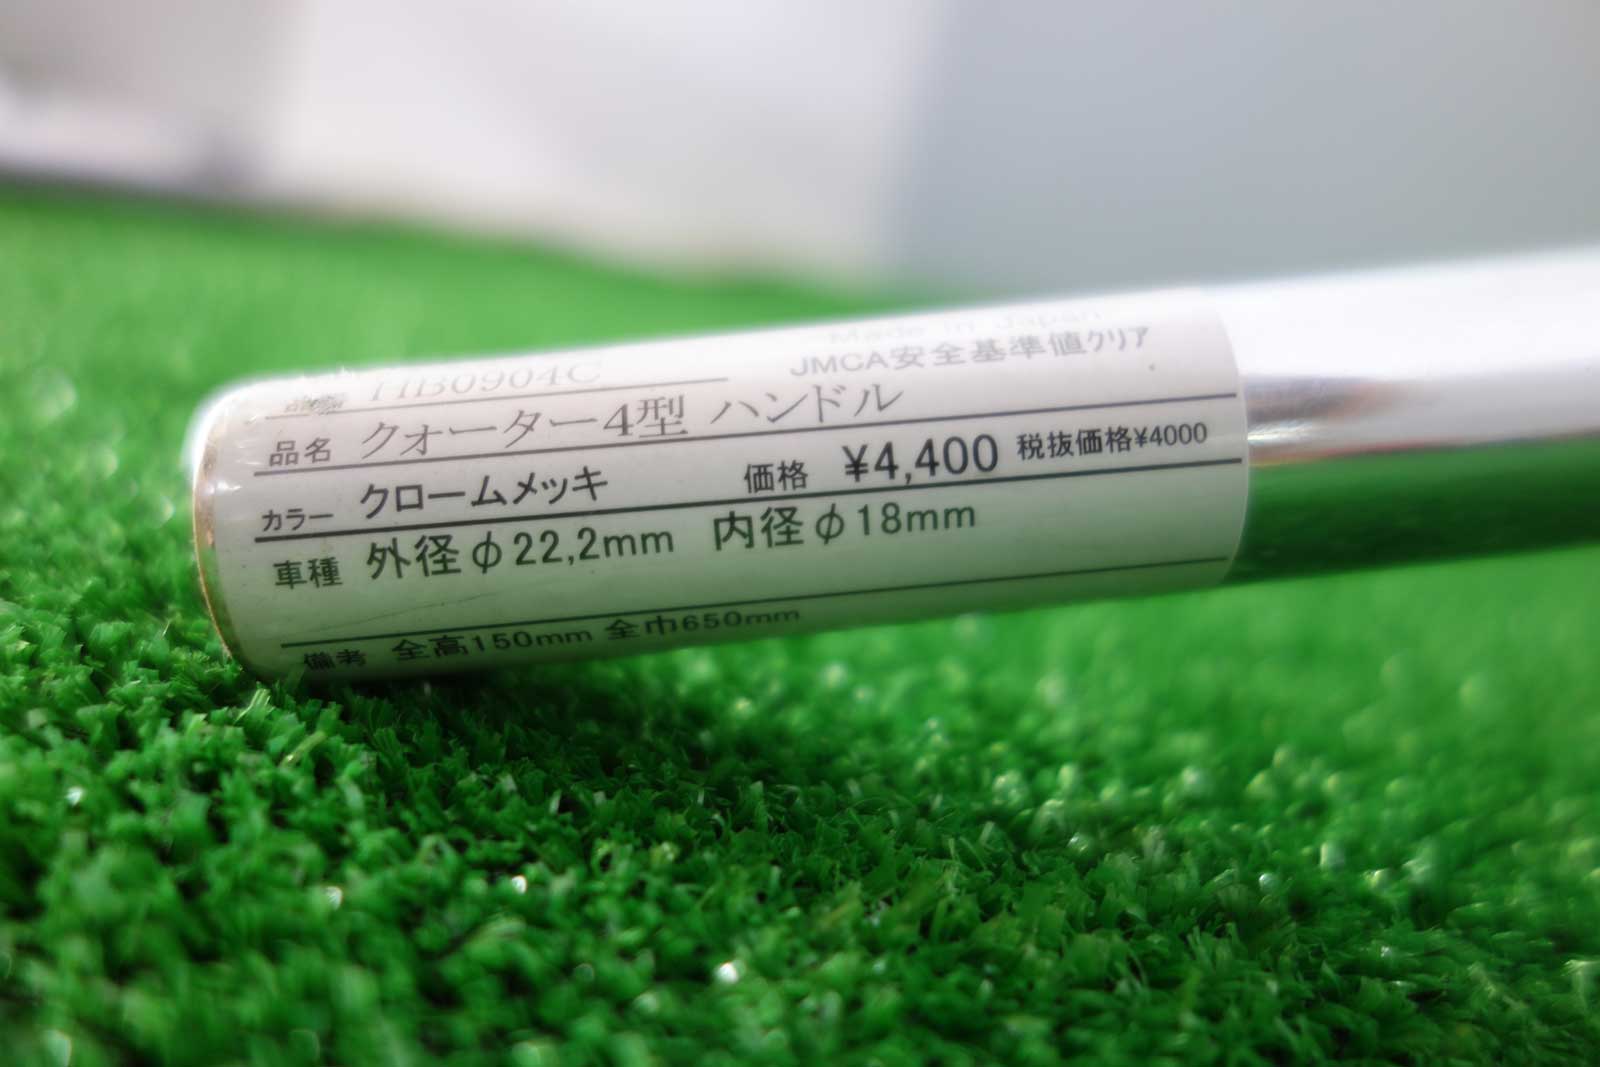 Made in Japan
品番 HB0904C JMCA安全基準値クリア
品名 クォーター4型 ハンドル
カラー クロームメッキ 価格 ¥4,400 税抜価格¥4000
車種 外径φ22,2mm 内径φ18mm
備考 全高150mm 全巾650mm